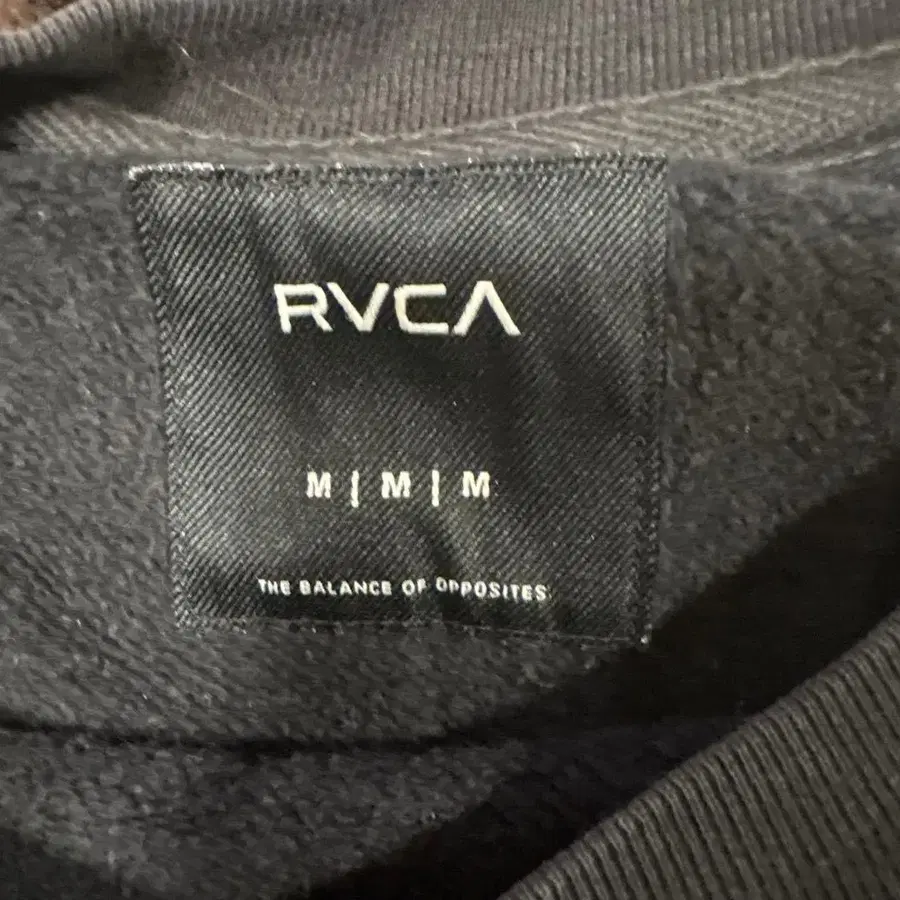 RVCA
M | M | M
THE BALANCE OF OPPOSITES